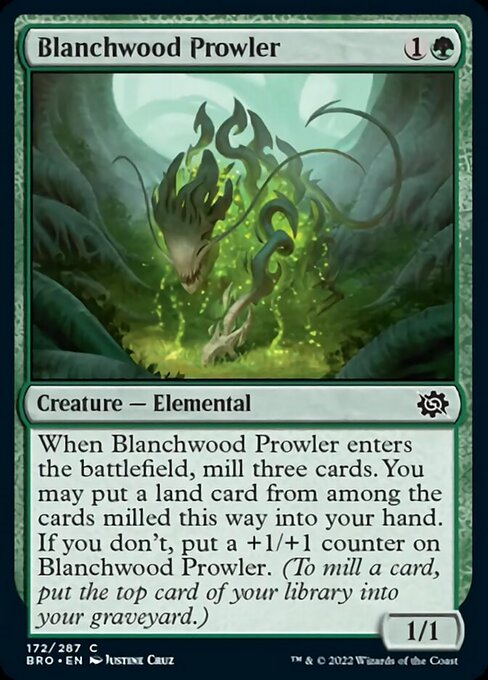 Blanchwood Prowler 1
Creature — Elemental
When Blanchwood Prowler enters
the battlefield, mill three cards. You
may put a land card from among the
cards milled this way into your hand.
If you don't, put a +1/+1 counter on
Blanchwood Prowler. (To mill a card,
put the top card of your library into
your graveyard.)
1/1
172/287 C
BRO • EN Justine Cruz
™ & © 2022 Wizards of the Coast